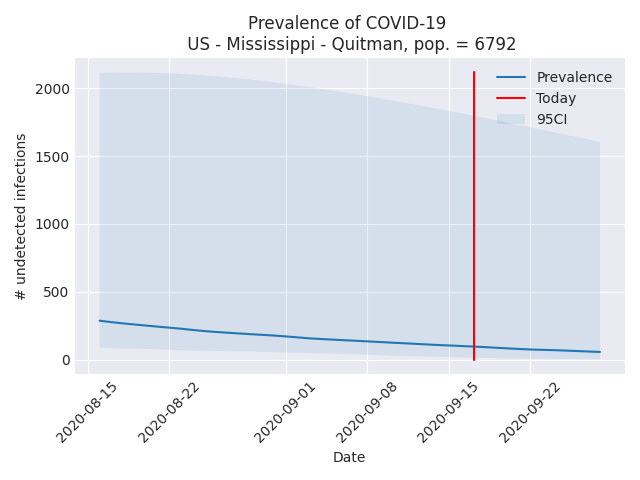 Prevalence of COVID-19
US - Mississippi - Quitman, pop. = 6792
Prevalence
Today
95CI
2000
1500
1000
500
0
# undetected infections
2020-08-15
2020-08-22
2020-09-01
2020-09-08
2020-09-15
2020-09-22
Date